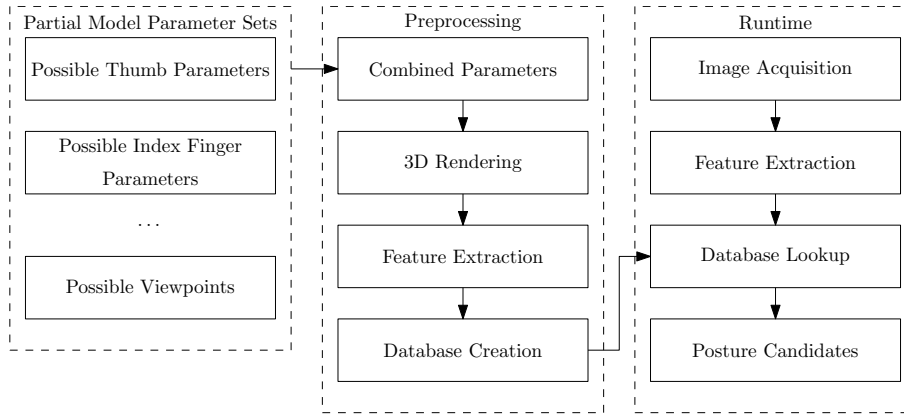 Partial Model Parameter Sets
Possible Thumb Parameters
Possible Index Finger
Parameters
...
Possible Viewpoints
Preprocessing
Combined Parameters
3D Rendering
Feature Extraction
Database Creation
Runtime
Image Acquisition
Feature Extraction
Database Lookup
Posture Candidates